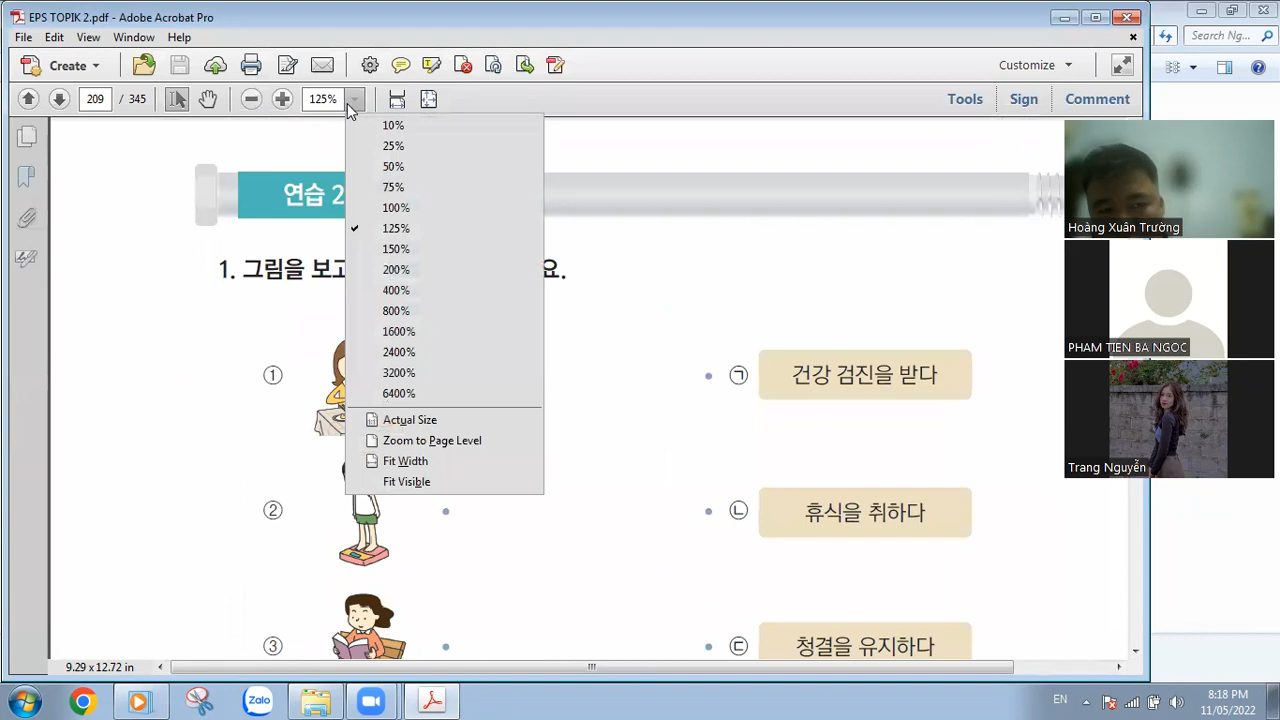 EPS TOPIK 2.pdf - Adobe Acrobat Pro
File Edit View Window Help
Search Ng...
Create
Customize
209 / 345
125%
Tools Sign Comment
10%
25%
50%
75%
100%
125%
150%
200%
400%
800%
1600%
2400%
3200%
6400%
Actual Size
Zoom to Page Level
Fit Width
Fit Visible
연습 2
1. 그림을 보고
요.
① ㉠ 건강 검진을 받다
② ㉡ 휴식을 취하다
③ ㉢ 청결을 유지하다
Hoàng Xuân Trường
PHAM TIEN BA NGOC
Trang Nguyễn
9.29 x 12.72 in
Zalo
EN
8:18 PM
11/05/2022